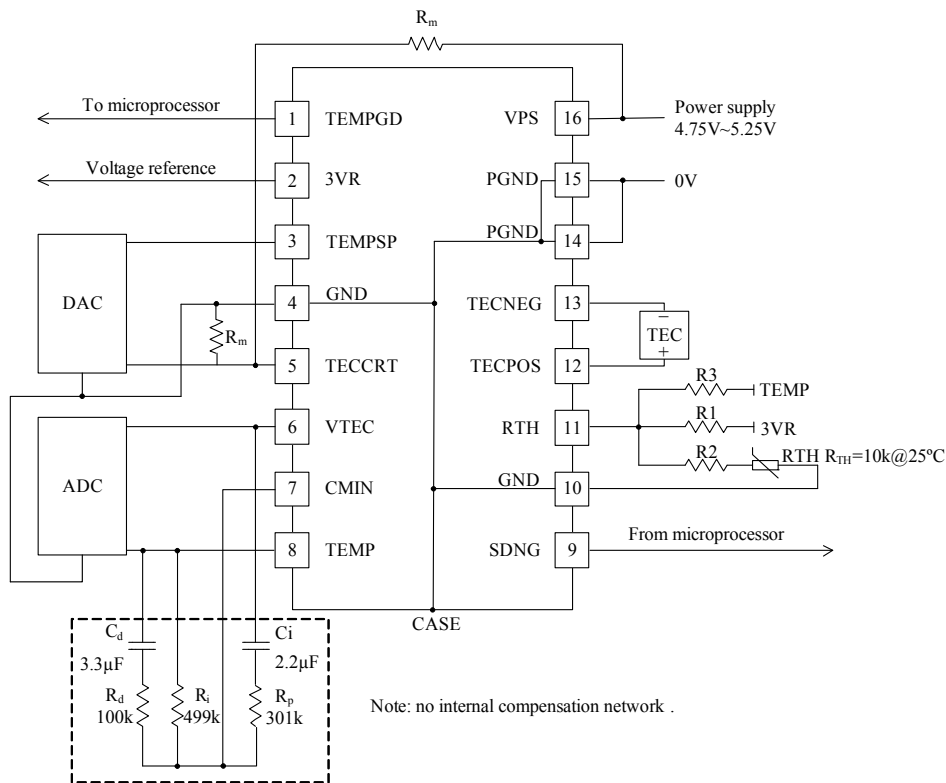 Rm
To microprocessor
1
TEMPGD
VPS
16
Power supply
4.75V~5.25V
Voltage reference
2
3VR
PGND
15
0V
3
TEMPSP
PGND
14
DAC
4
GND
TECNEG
13
−
TEC
+
Rm
5
TECCRT
TECPOS
12
R3
TEMP
6
VTEC
RTH
11
R1
3VR
R2
RTH RTH=10k@25ºC
ADC
7
CMIN
GND
10
8
TEMP
SDNG
9
From microprocessor
CASE
Cd
3.3µF
Ci
2.2µF
Rd
100k
Ri
499k
Rp
301k
Note: no internal compensation network .